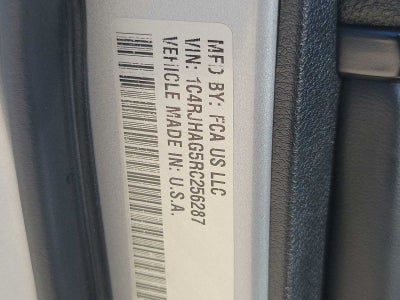 MFD BY: FCA US LLC
VIN: 1C4RJHAG5RC256287
VEHICLE MADE IN: U.S.A.